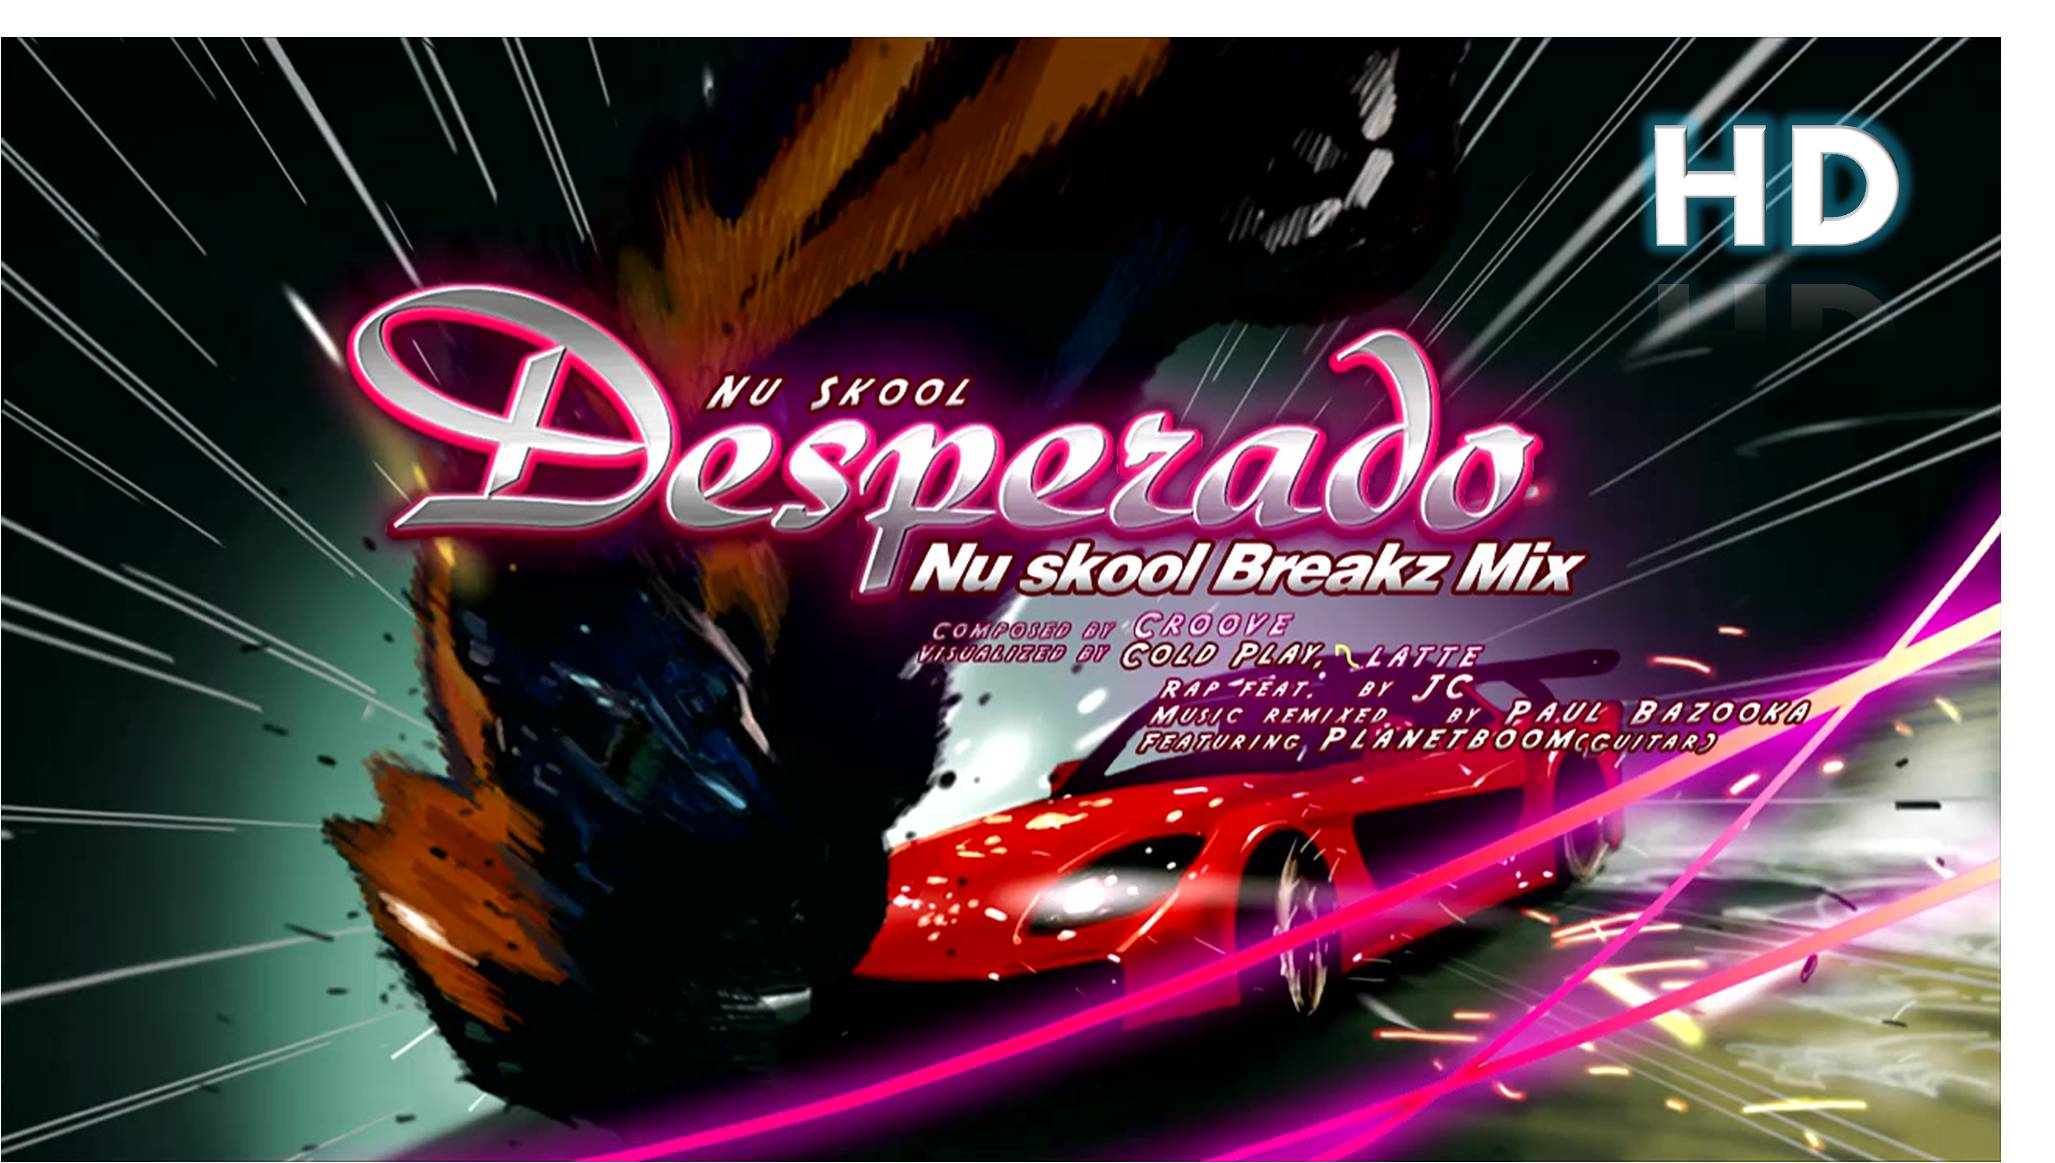 HD
Nu Skool
Desperado
Nu skool Breakz Mix
Composed by Croove
Visualized by Cold Play, Latte
Rap feat. by JC
Music remixed by Paul Bazooka
Featuring Planetboom(guitar)